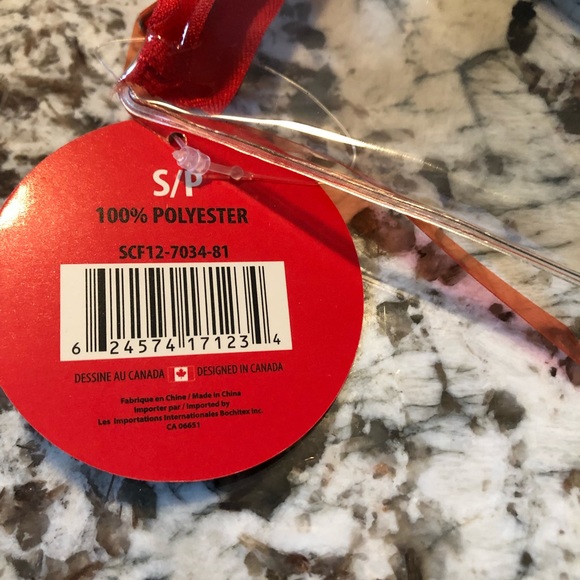 S/P
100% POLYESTER
SCF12-7034-81
6 24574 17123 4
DESSINE AU CANADA DESIGNED IN CANADA
Fabrique en Chine / Made in China
Importer par / Imported by
Les Importations Internationales Bochitex Inc.
CA 06651